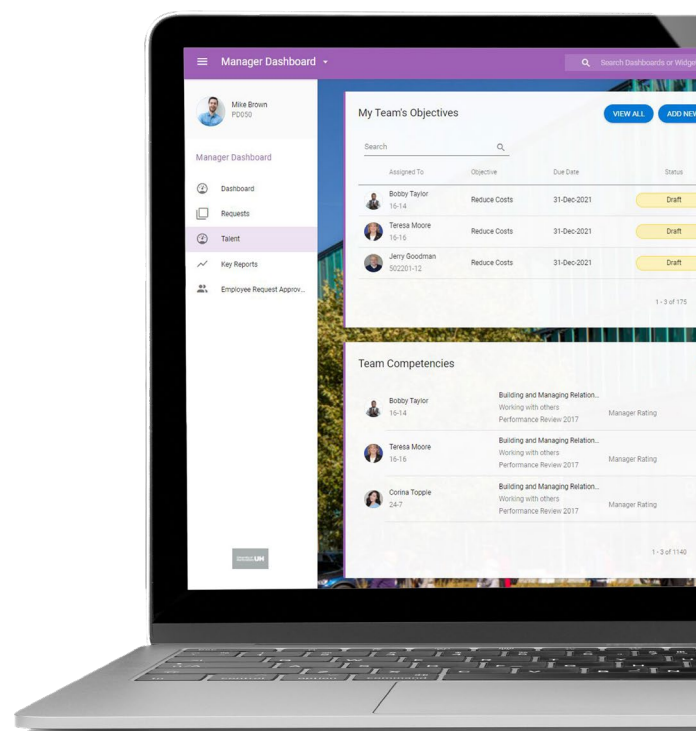 Manager Dashboard
Search Dashboards or Widge
Mike Brown
PD050
Manager Dashboard
Dashboard
Requests
Talent
Key Reports
Employee Request Approv...
UM
My Team's Objectives
VIEW ALL
ADD NEW
Search
Assigned To Objective Due Date Status
Bobby Taylor
16-14
Reduce Costs 31-Dec-2021 Draft
Teresa Moore
16-16
Reduce Costs 31-Dec-2021 Draft
Jerry Goodman
502201-12
Reduce Costs 31-Dec-2021 Draft
1 - 3 of 175
Team Competencies
Bobby Taylor
16-14
Building and Managing Relation...
Working with others
Performance Review 2017
Manager Rating
Teresa Moore
16-16
Building and Managing Relation...
Working with others
Performance Review 2017
Manager Rating
Corina Topple
24-7
Building and Managing Relation...
Working with others
Performance Review 2017
Manager Rating
1 - 3 of 1140
control option command